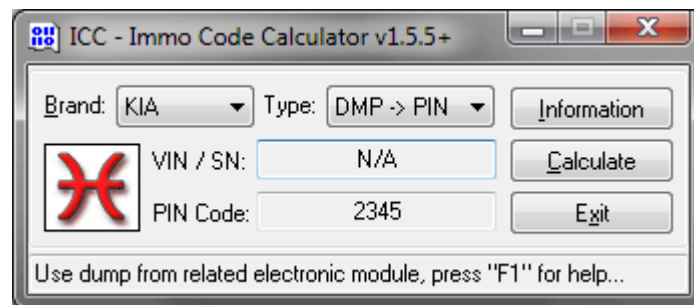 ICC - Immo Code Calculator v1.5.5+
Brand: KIA Type: DMP -> PIN Information
VIN / SN: N/A Calculate
PIN Code: 2345 Exit
Use dump from related electronic module, press "F1" for help...